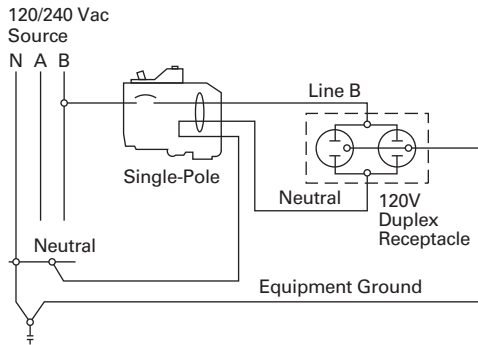 120/240 Vac
Source
N A B
Line B
Single-Pole
Neutral
120V
Duplex
Receptacle
Neutral
Equipment Ground